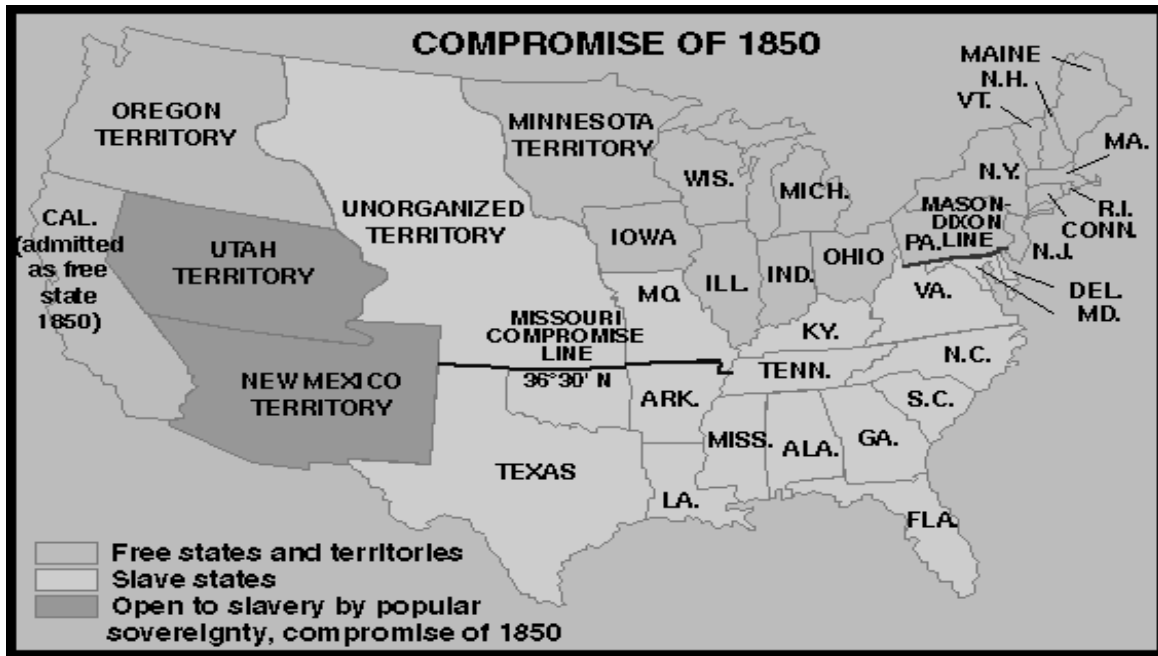 COMPROMISE OF 1850
MAINE
N.H.
VT.
MA.
OREGON
TERRITORY
MINNESOTA
TERRITORY
N.Y.
WIS.
MICH.
R.I.
CONN.
N.J.
MASON-
DIXON
LINE
PA.
CAL.
(admitted
as free
state
1850)
UNORGANIZED
TERRITORY
UTAH
TERRITORY
IOWA
ILL.
IND.
OHIO
DEL.
MD.
MO.
VA.
KY.
MISSOURI
COMPROMISE
LINE
36°30' N
NEW MEXICO
TERRITORY
TENN.
N.C.
ARK.
S.C.
MISS.
ALA.
GA.
TEXAS
LA.
FLA.
Free states and territories
Slave states
Open to slavery by popular
sovereignty, compromise of 1850